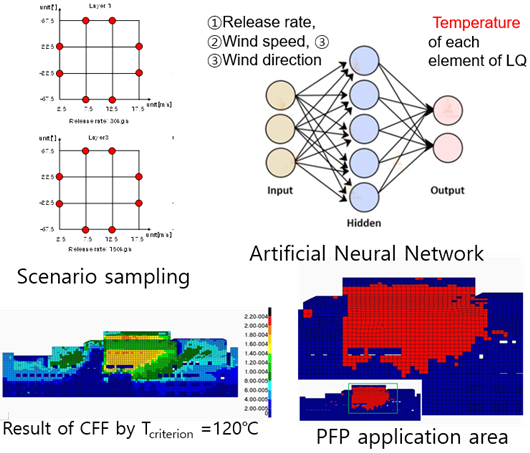 Layer 1
unit[°]
67.5
22.5
-22.5
-67.5
2.5 7.5 12.5 17.5
unit[m/s]
Release rate: 30kg/s
Layer3
unit[°]
67.5
22.5
-22.5
-67.5
2.5 7.5 12.5 17.5
unit[m/s]
Release rate: 150kg/s
Scenario sampling
①Release rate,
②Wind speed, ③
③Wind direction
Temperature
of each
element of LQ
Input
Hidden
Output
Artificial Neural Network
2.20-004
2.00-004
1.80-004
1.60-004
1.40-004
1.20-004
1.00-004
8.00-005
6.00-005
4.00-005
2.00-005
0
Result of CFF by Tcriterion =120℃
PFP application area